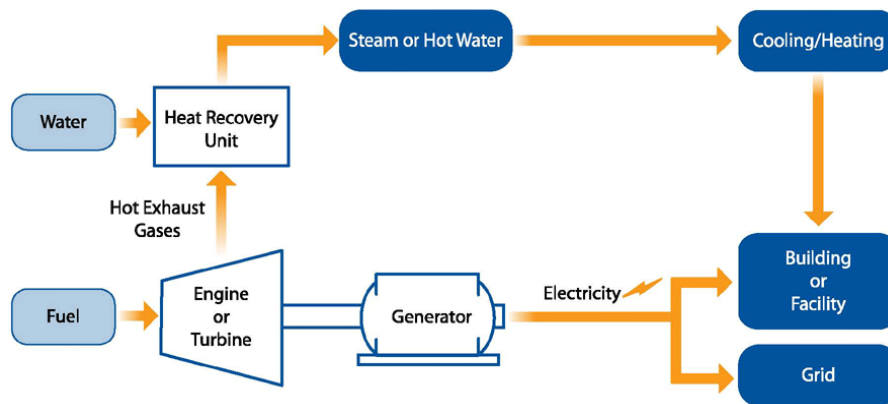 Steam or Hot Water
Cooling/Heating
Water
Heat Recovery
Unit
Hot Exhaust
Gases
Building
or
Facility
Fuel
Engine
or
Turbine
Generator
Electricity
Grid